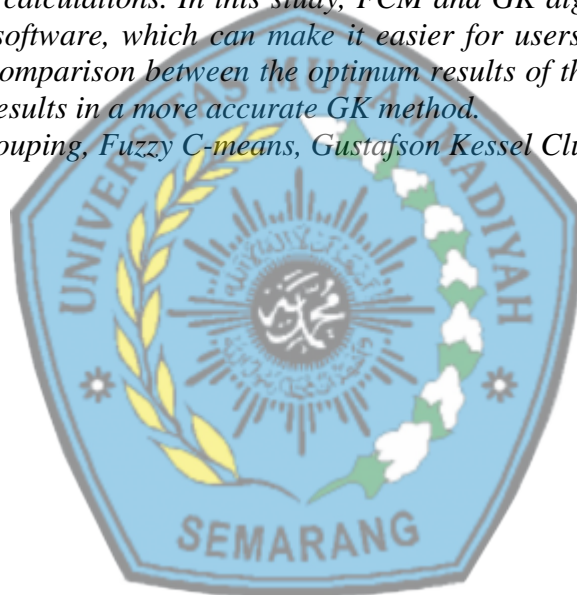 calculations. In this study, FCM and GK alg
software, which can make it easier for users
omparison between the optimum results of th
esults in a more accurate GK method.
ouping, Fuzzy C-means, Gustafson Kessel Clu
UNIVERSITAS MUHAMMADIYAH
محمدية
SEMARANG